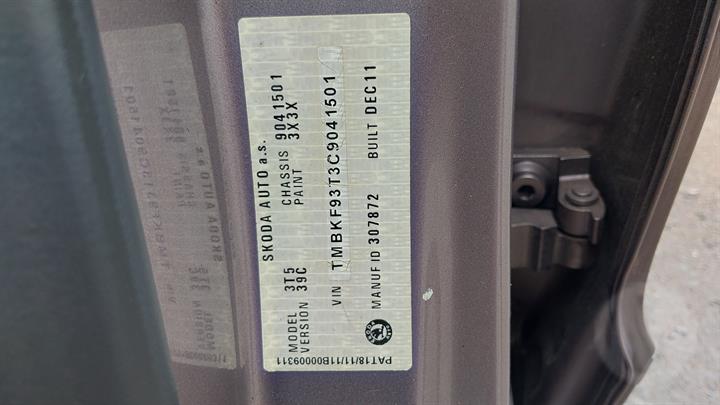 SKODA AUTO a.s.
MODEL 3T5 CHASSIS 9041501
VERSION 39C PAINT 3X3X
VIN TMBKF93T3C9041501
MANUF ID 307872 BUILT DEC11
PAT18/11/11B00009311